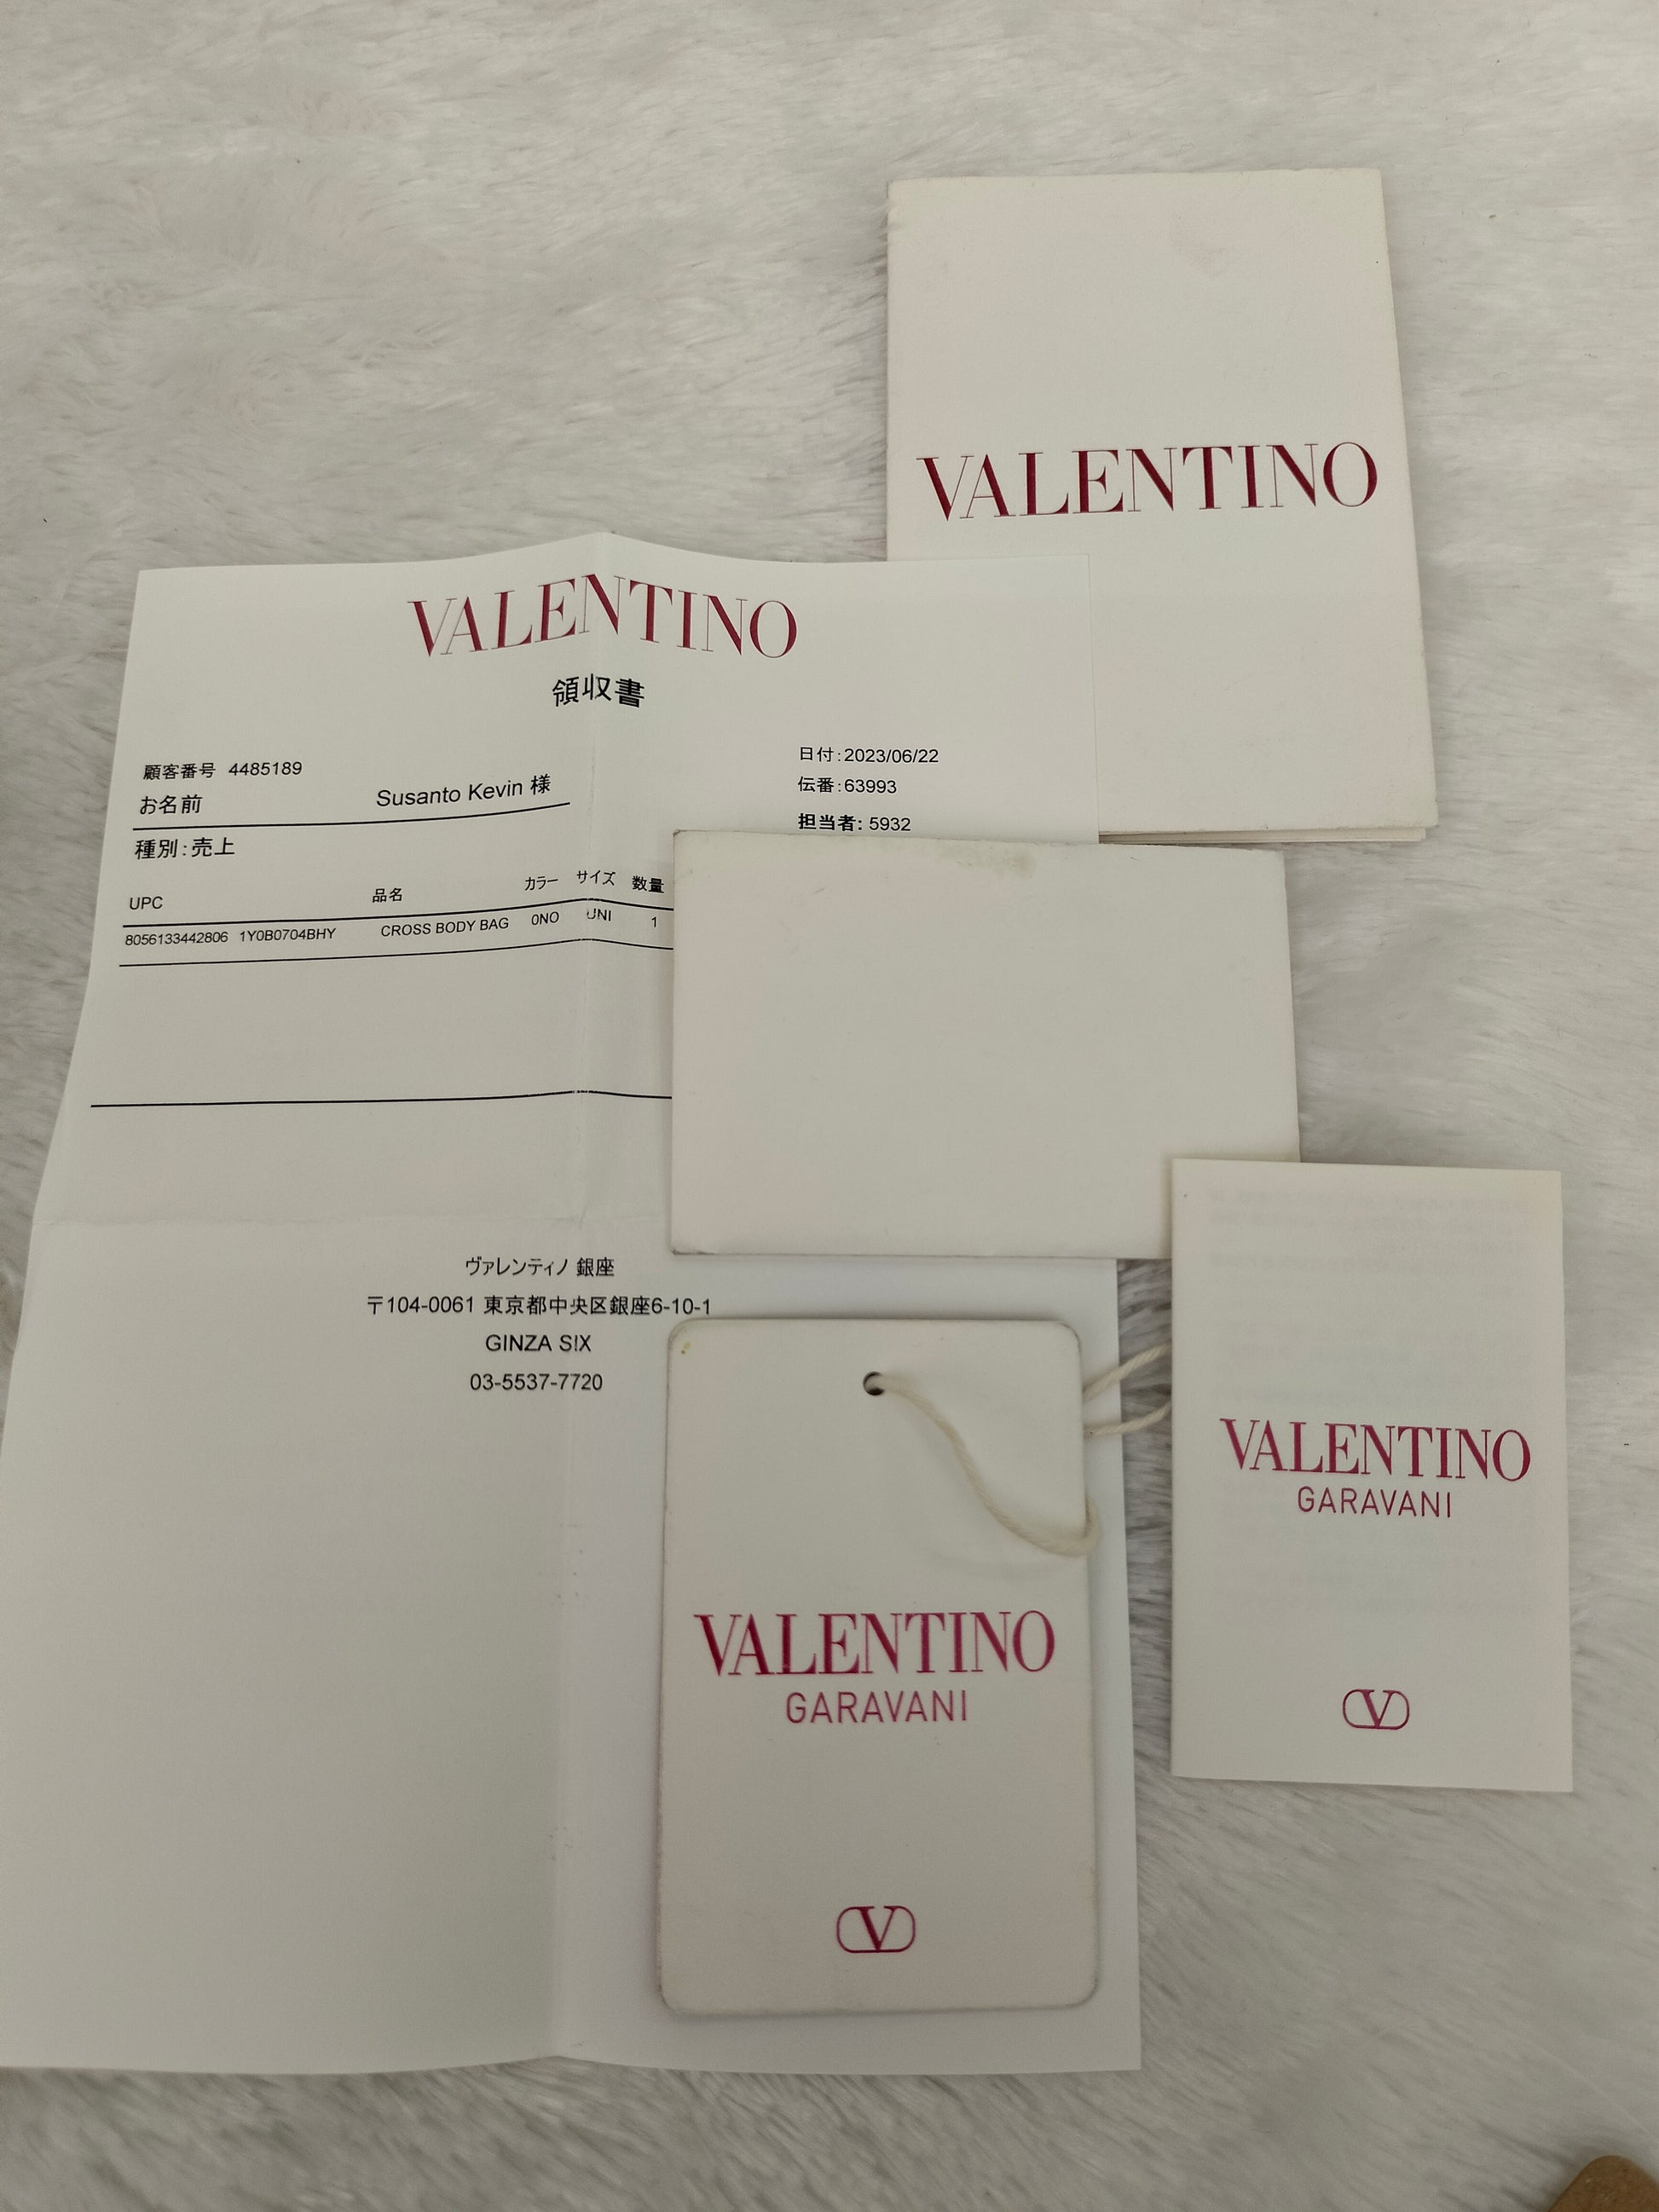 VALENTINO
VALENTINO
領収書
顧客番号 4485189
お名前 Susanto Kevin 様
種別:売上
日付:2023/06/22
伝番:63993
担当者: 5932
UPC 品名 カラー サイズ 数量
8056133442806 1Y0B0704BHY CROSS BODY BAG 0NO UNI 1
ヴァレンティノ 銀座
〒104-0061 東京都中央区銀座6-10-1
GINZA SIX
03-5537-7720
VALENTINO
GARAVANI
V
VALENTINO
GARAVANI
V